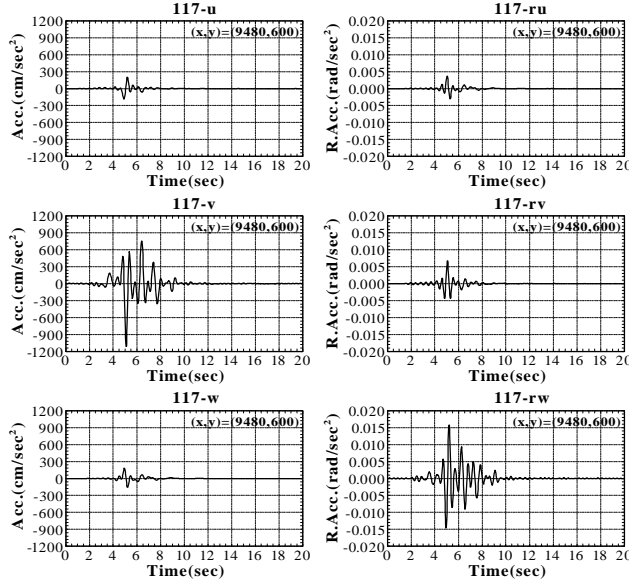 117-u
Acc.(cm/sec²)
1200
900
600
300
0
-300
-600
-900
-1200
(x,y)=(9480,600)
0 2 4 6 8 10 12 14 16 18 20
Time(sec)
117-ru
R.Acc.(rad/sec²)
0.020
0.015
0.010
0.005
0.000
-0.005
-0.010
-0.015
-0.020
(x,y)=(9480,600)
0 2 4 6 8 10 12 14 16 18 20
Time(sec)
117-v
Acc.(cm/sec²)
1200
900
600
300
0
-300
-600
-900
-1200
(x,y)=(9480,600)
0 2 4 6 8 10 12 14 16 18 20
Time(sec)
117-rv
R.Acc.(rad/sec²)
0.020
0.015
0.010
0.005
0.000
-0.005
-0.010
-0.015
-0.020
(x,y)=(9480,600)
0 2 4 6 8 10 12 14 16 18 20
Time(sec)
117-w
Acc.(cm/sec²)
1200
900
600
300
0
-300
-600
-900
-1200
(x,y)=(9480,600)
0 2 4 6 8 10 12 14 16 18 20
Time(sec)
117-rw
R.Acc.(rad/sec²)
0.020
0.015
0.010
0.005
0.000
-0.005
-0.010
-0.015
-0.020
(x,y)=(9480,600)
0 2 4 6 8 10 12 14 16 18 20
Time(sec)